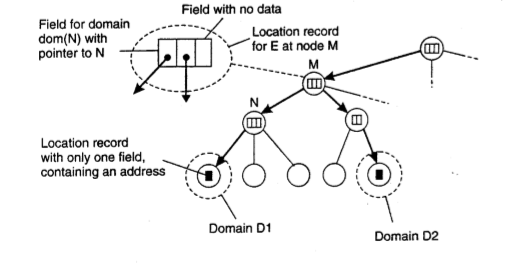 Field with no data
Field for domain
dom(N) with
pointer to N
Location record
for E at node M
M
N
Location record
with only one field,
containing an address
Domain D1
Domain D2